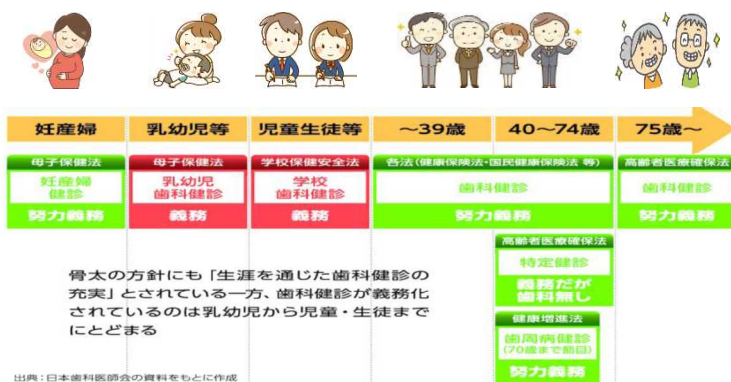 妊産婦
乳幼児等
児童生徒等
～39歳
40～74歳
75歳～
母子保健法
妊産婦
健診
努力義務
母子保健法
乳幼児
歯科健診
義務
学校保健安全法
学校
歯科健診
義務
各法(健康保険法・国民健康保険法 等)
歯科健診
努力義務
高齢者医療確保法
歯科健診
努力義務
高齢者医療確保法
特定健診
義務だが
歯科無し
健康増進法
歯周病健診
(70歳まで節目)
努力義務
骨太の方針にも「生涯を通じた歯科健診の
充実」とされている一方、歯科健診が義務化
されているのは乳幼児から児童・生徒まで
にとどまる
出典：日本歯科医師会の資料をもとに作成